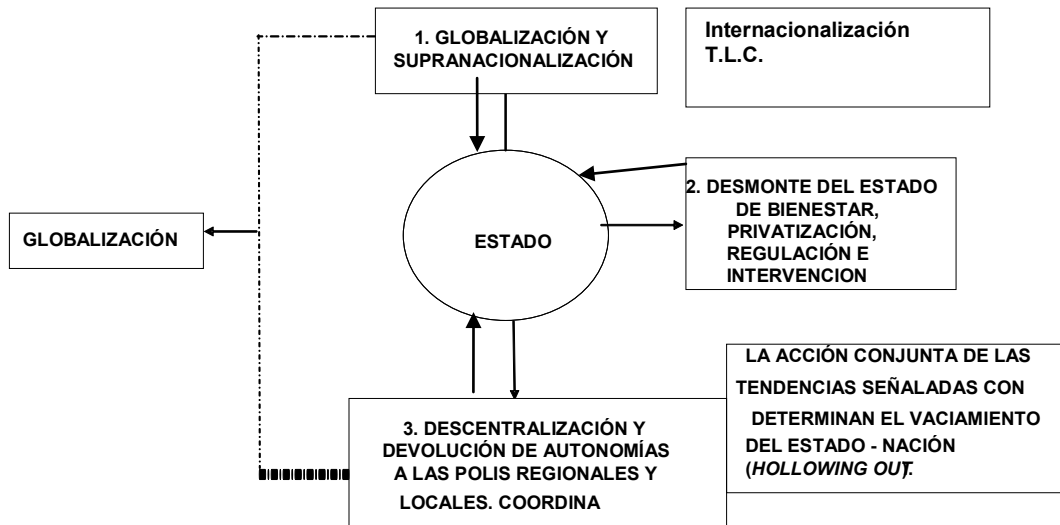 1. GLOBALIZACIÓN Y
SUPRANACIONALIZACIÓN
Internacionalización
T.L.C.
GLOBALIZACIÓN
ESTADO
2. DESMONTE DEL ESTADO
DE BIENESTAR,
PRIVATIZACIÓN,
REGULACIÓN E
INTERVENCION
3. DESCENTRALIZACIÓN Y
DEVOLUCIÓN DE AUTONOMÍAS
A LAS POLIS REGIONALES Y
LOCALES. COORDINA
LA ACCIÓN CONJUNTA DE LAS
TENDENCIAS SEÑALADAS CON
DETERMINAN EL VACIAMIENTO
DEL ESTADO - NACIÓN
(HOLLOWING OUT).